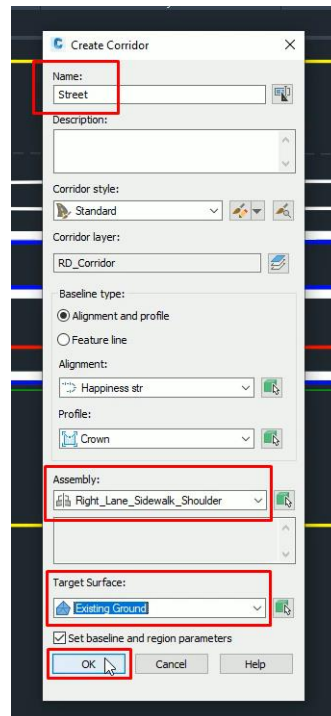 Create Corridor
Name:
Street
Description:
Corridor style:
Standard
Corridor layer:
RD_Corridor
Baseline type:
Alignment and profile
Feature line
Alignment:
Happiness str
Profile:
Crown
Assembly:
Right_Lane_Sidewalk_Shoulder
Target Surface:
Existing Ground
Set baseline and region parameters
OK Cancel Help